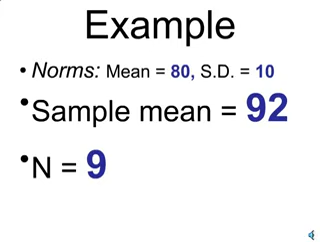 Example
• Norms: Mean = 80, S.D. = 10
• Sample mean = 92
• N = 9